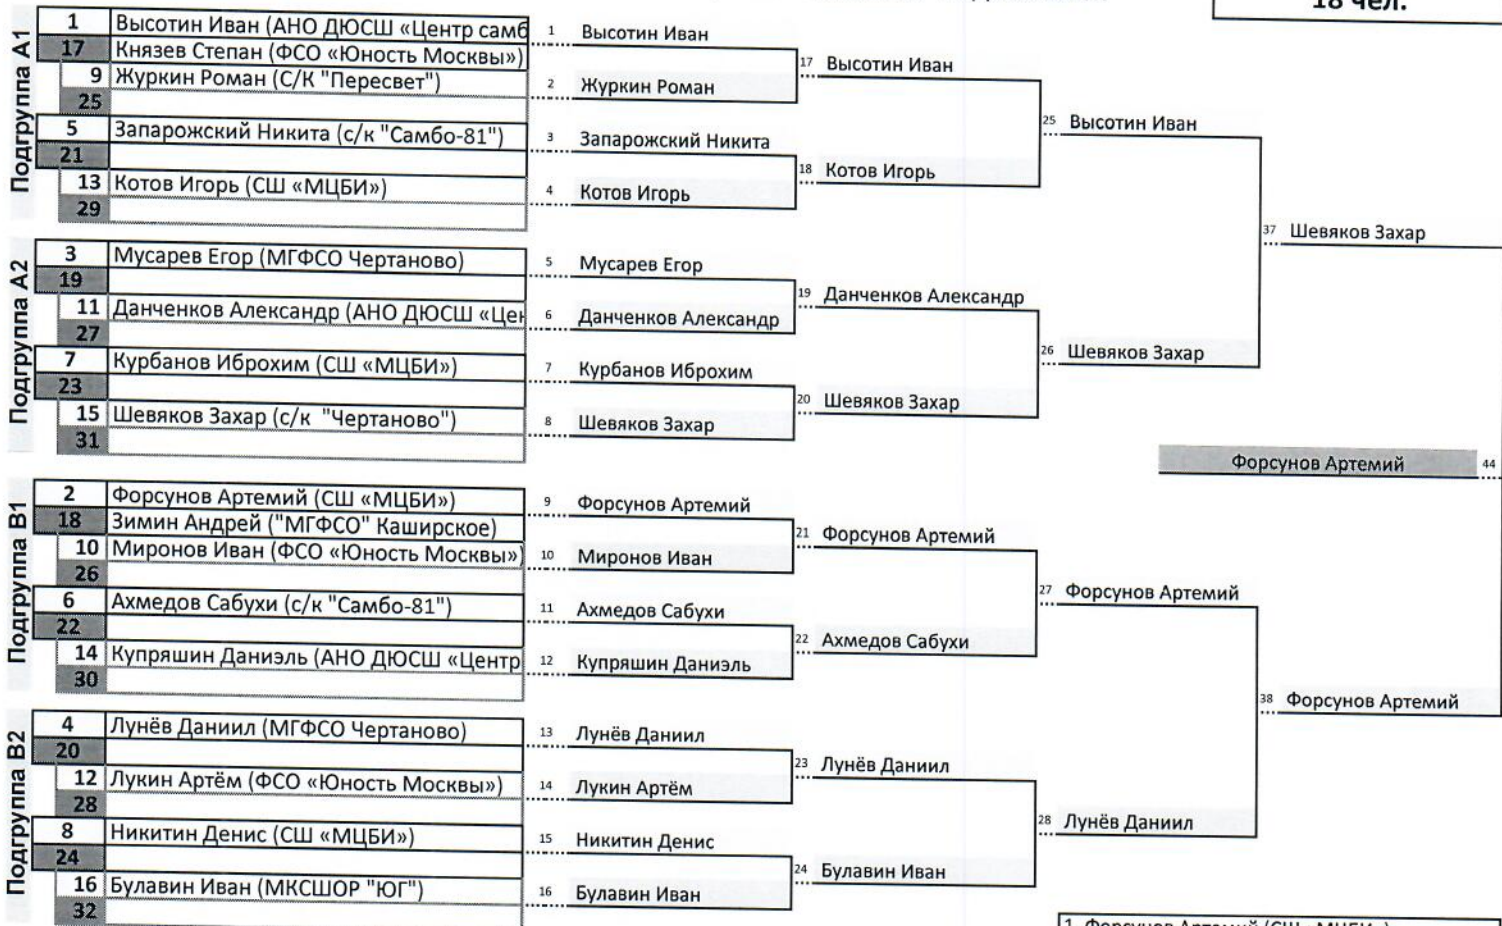 18 чел.
Подгруппа A1
1 Высотин Иван (АНО ДЮСШ «Центр самб
17 Князев Степан (ФСО «Юность Москвы»)
9 Журкин Роман (С/К "Пересвет")
25
5 Запарожский Никита (с/к "Самбо-81")
21
13 Котов Игорь (СШ «МЦБИ»)
29
Подгруппа A2
3 Мусарев Егор (МГФСО Чертаново)
19
11 Данченков Александр (АНО ДЮСШ «Цен
27
7 Курбанов Иброхим (СШ «МЦБИ»)
23
15 Шевяков Захар (с/к "Чертаново")
31
Подгруппа B1
2 Форсунов Артемий (СШ «МЦБИ»)
18 Зимин Андрей ("МГФСО" Каширское)
10 Миронов Иван (ФСО «Юность Москвы»)
26
6 Ахмедов Сабухи (с/к "Самбо-81")
22
14 Купряшин Даниэль (АНО ДЮСШ «Центр
30
Подгруппа B2
4 Лунёв Даниил (МГФСО Чертаново)
20
12 Лукин Артём (ФСО «Юность Москвы»)
28
8 Никитин Денис (СШ «МЦБИ»)
24
16 Булавин Иван (МКСШОР "ЮГ")
32
1 Высотин Иван
2 Журкин Роман
3 Запарожский Никита
4 Котов Игорь
5 Мусарев Егор
6 Данченков Александр
7 Курбанов Иброхим
8 Шевяков Захар
9 Форсунов Артемий
10 Миронов Иван
11 Ахмедов Сабухи
12 Купряшин Даниэль
13 Лунёв Даниил
14 Лукин Артём
15 Никитин Денис
16 Булавин Иван
17 Высотин Иван
18 Котов Игорь
19 Данченков Александр
20 Шевяков Захар
21 Форсунов Артемий
22 Ахмедов Сабухи
23 Лунёв Даниил
24 Булавин Иван
25 Высотин Иван
26 Шевяков Захар
27 Форсунов Артемий
28 Лунёв Даниил
37 Шевяков Захар
38 Форсунов Артемий
Форсунов Артемий 44
1 Форсунов Артемий (СШ «МЦБИ»)